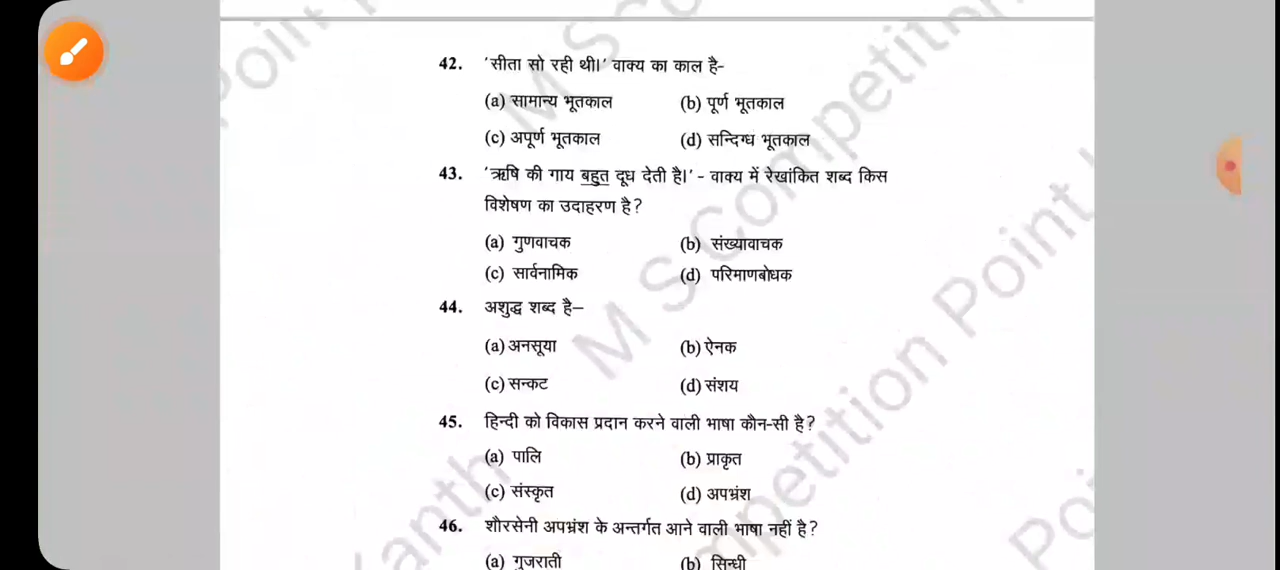 42. 'सीता सो रही थी।' वाक्य का काल है-
(a) सामान्य भूतकाल (b) पूर्ण भूतकाल
(c) अपूर्ण भूतकाल (d) सन्दिग्ध भूतकाल
43. 'ऋषि की गाय बहुत दूध देती है।' - वाक्य में रेखांकित शब्द किस
विशेषण का उदाहरण है?
(a) गुणवाचक (b) संख्यावाचक
(c) सार्वनामिक (d) परिमाणबोधक
44. अशुद्ध शब्द है–
(a) अनसूया (b) ऐनक
(c) सन्कट (d) संशय
45. हिन्दी को विकास प्रदान करने वाली भाषा कौन-सी है?
(a) पालि (b) प्राकृत
(c) संस्कृत (d) अपभ्रंश
46. शौरसेनी अपभ्रंश के अन्तर्गत आने वाली भाषा नहीं है?
(a) गुजराती (b) सिन्धी
M S Competition Point